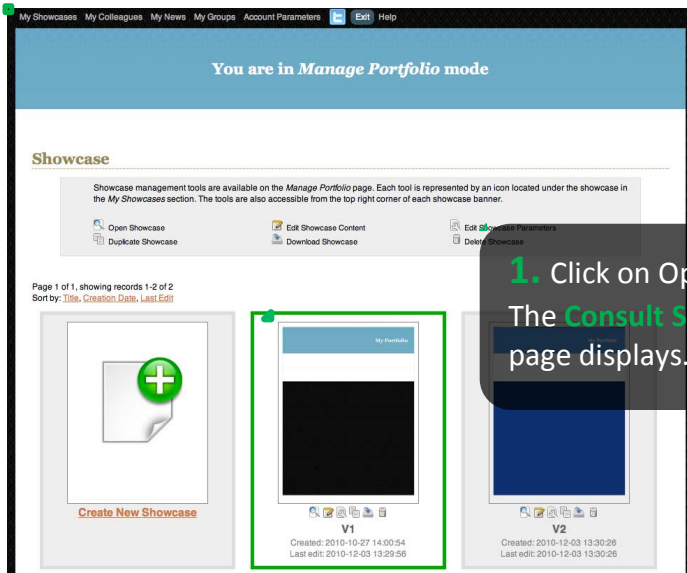 My Showcases My Colleagues My News My Groups Account Parameters Exit Help
You are in Manage Portfolio mode
Showcase
Showcase management tools are available on the Manage Portfolio page. Each tool is represented by an icon located under the showcase in
the My Showcases section. The tools are also accessible from the top right corner of each showcase banner.
Open Showcase Edit Showcase Content Edit Showcase Parameters
Duplicate Showcase Download Showcase Delete Showcase
1. Click on Op
The Consult S
page displays.
Page 1 of 1, showing records 1-2 of 2
Sort by: Title, Creation Date, Last Edit
My Portfolio
My Portfolio
Create New Showcase
V1
Created: 2010-10-27 14:00:54
Last edit: 2010-12-03 13:29:56
V2
Created: 2010-12-03 13:30:26
Last edit: 2010-12-03 13:30:26